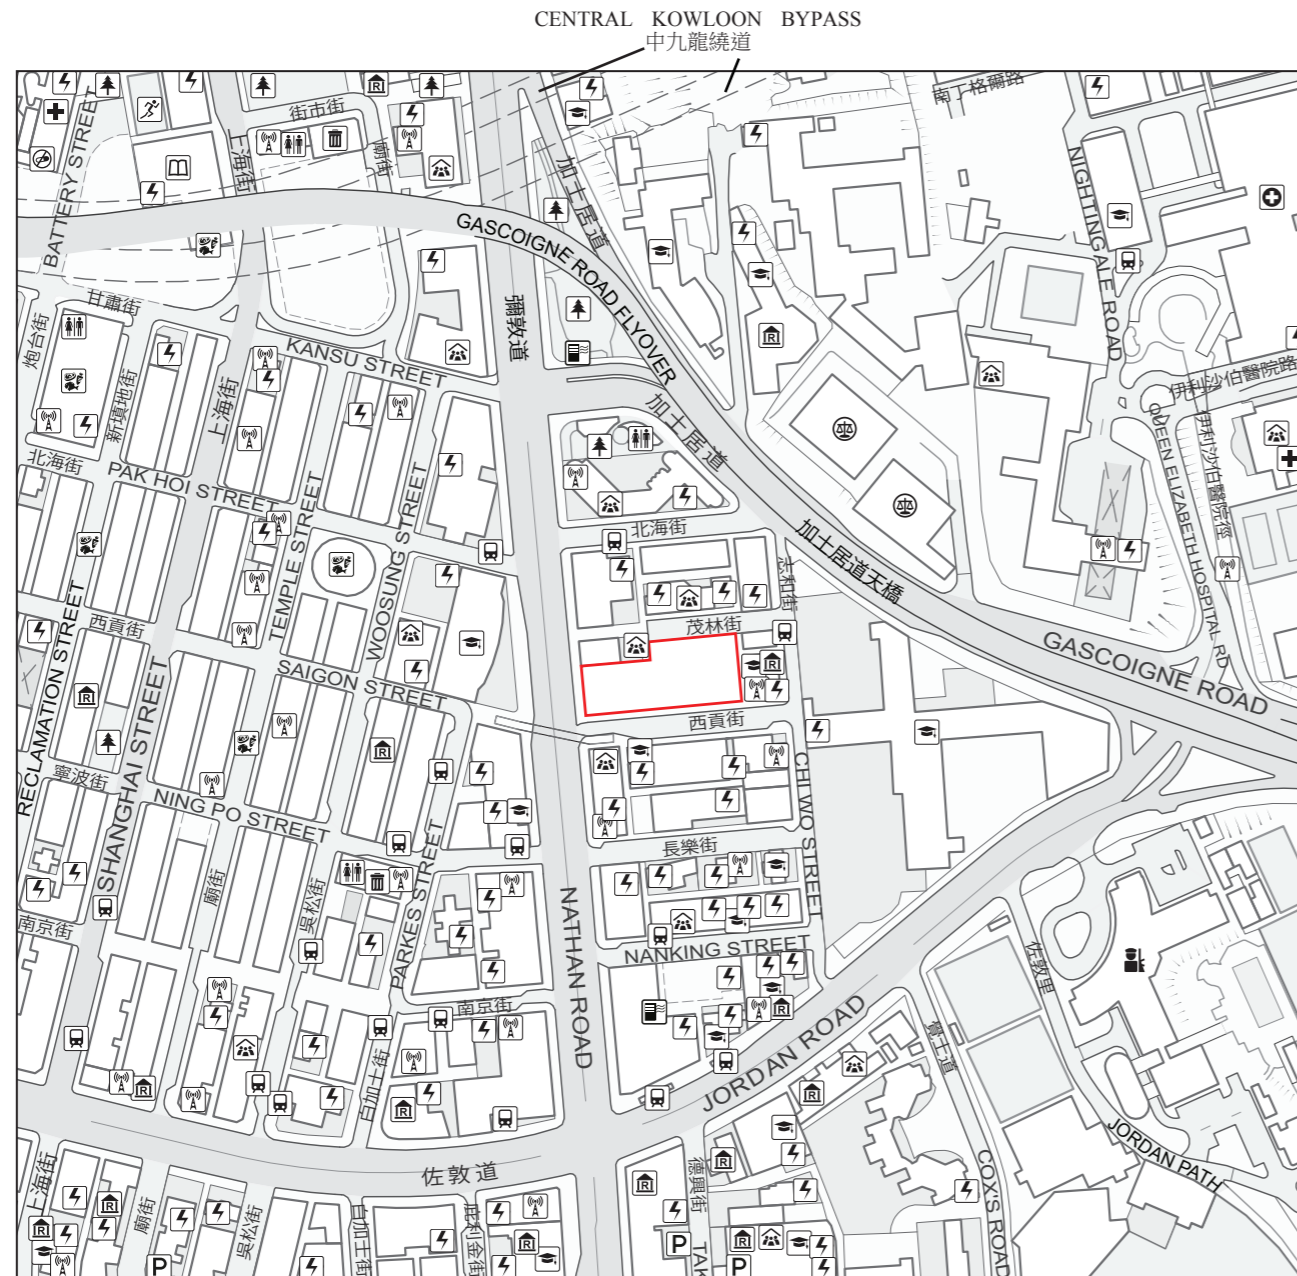 CENTRAL KOWLOON BYPASS
中九龍繞道
街市街
上海街
廟街
BATTERY STREET
加士居道
南丁格爾路
NIGHTINGALE ROAD
GASCOIGNE ROAD FLYOVER
甘肅街
炮台街
新填地街
上海街
KANSU STREET
彌敦道
加士居道
伊利沙伯醫院路
伊利沙伯醫院徑
QUEEN ELIZABETH HOSPITAL RD
北海街
PAK HOI STREET
TEMPLE STREET
WOOSUNG STREET
北海街
志和街
加士居道天橋
茂林街
GASCOIGNE ROAD
RECLAMATION STREET
西貢街
SHANGHAI STREET
SAIGON STREET
西貢街
寧波街
NING PO STREET
CHI WO STREET
長樂街
廟街
吳松街
PARKES STREET
NATHAN ROAD
NANKING STREET
南京街
南京街
佐敦里
白加士街
JORDAN ROAD
覺士道
JORDAN PATH
COX'S ROAD
佐敦道
上海街
廟街
吳松街
白加士街
庇利金街
德興街
TAK
P
P
P